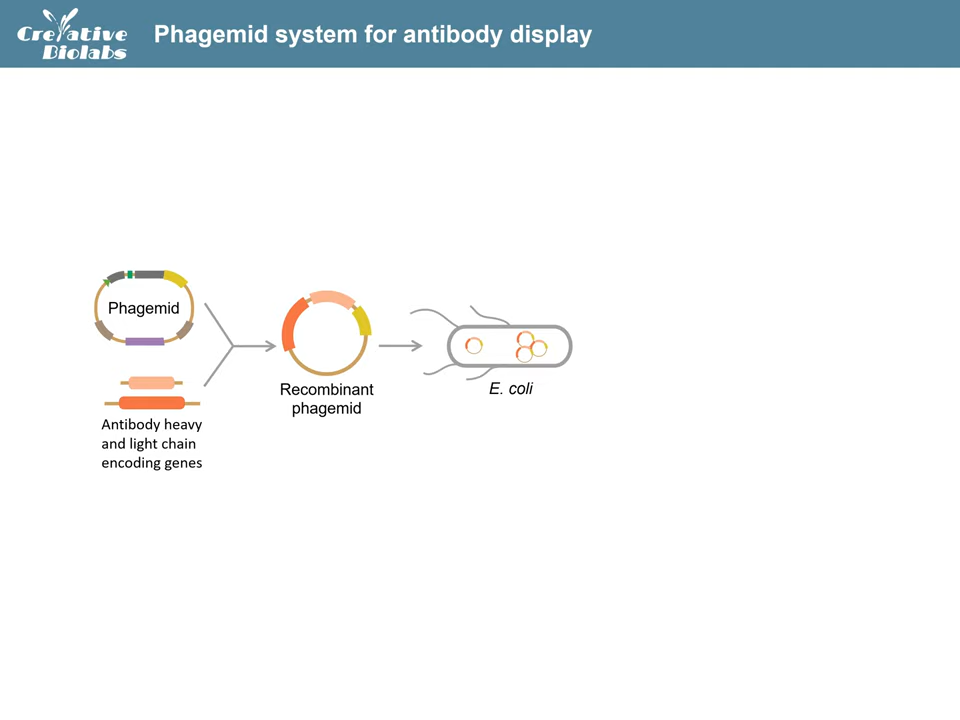 Creative
Biolabs
Phagemid system for antibody display
Phagemid
Antibody heavy
and light chain
encoding genes
Recombinant
phagemid
E. coli